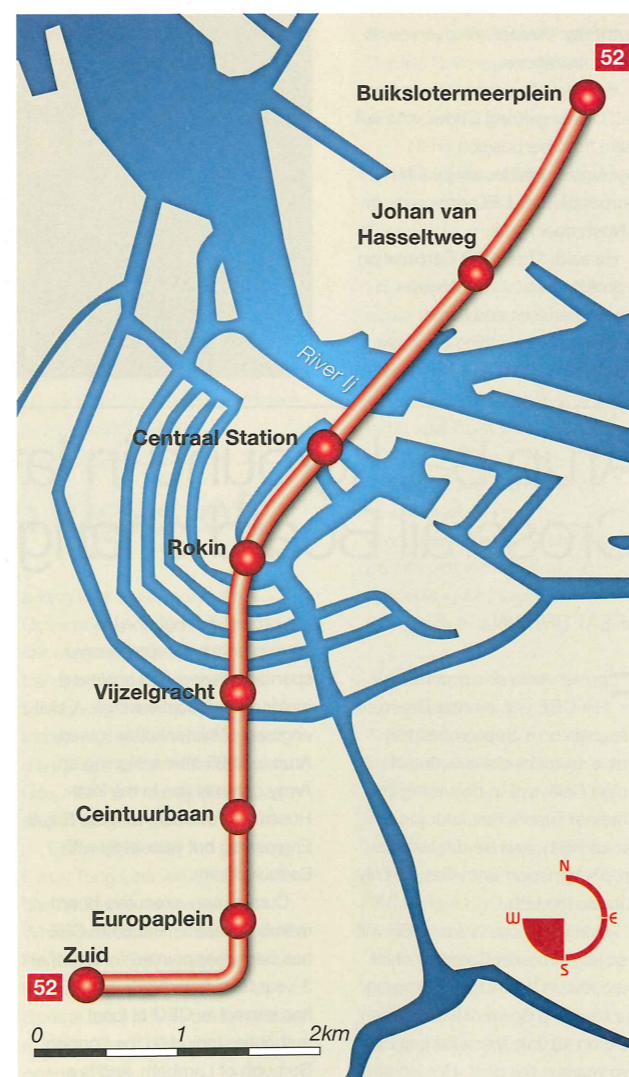 52
Buikslotermeerplein
Johan van
Hasseltweg
River Ij
Centraal Station
Rokin
Vijzelgracht
Ceintuurbaan
Europaplein
Zuid
52
N
W
E
S
0 1 2km